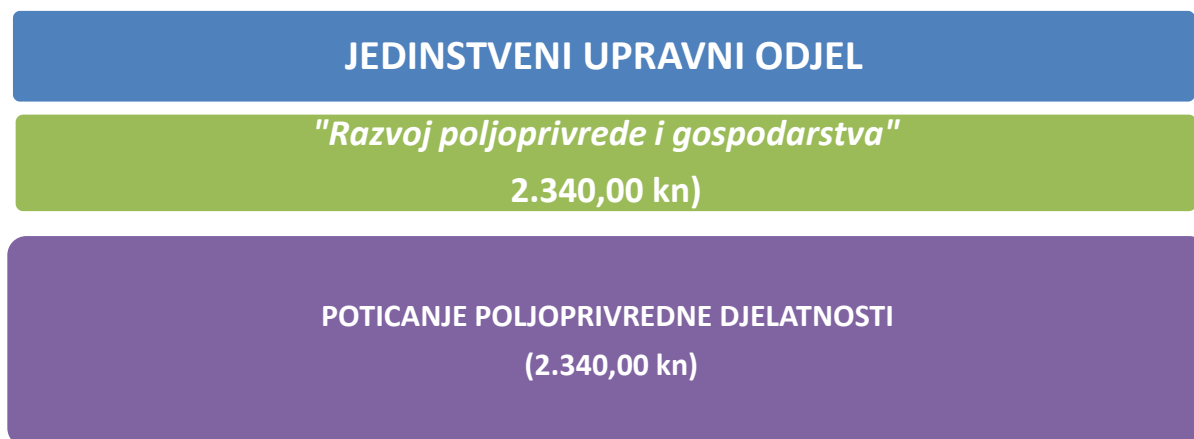 JEDINSTVENI UPRAVNI ODJEL
"Razvoj poljoprivrede i gospodarstva"
2.340,00 kn)
POTICANJE POLJOPRIVREDNE DJELATNOSTI
(2.340,00 kn)